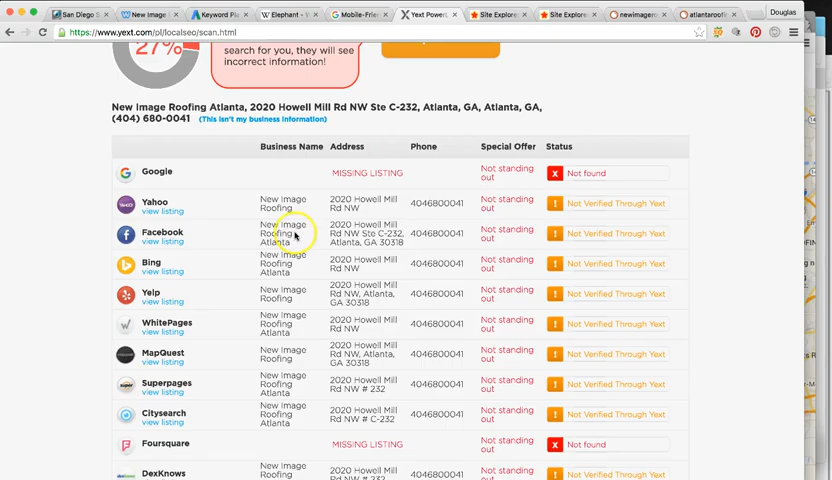 San Diego S
New Image
Keyword Pl
Elephant - W
Mobile-Frie
Yext PowerL
Site Explore
Site Explore
newimagero
atlantaroofi
Douglas
https://www.yext.com/pl/localseo/scan.html
27%
search for you, they will see
incorrect information!
New Image Roofing Atlanta, 2020 Howell Mill Rd NW Ste C-232, Atlanta, GA, Atlanta, GA,
(404) 680-0041 (This isn't my business information)
Business Name Address Phone Special Offer Status
Google MISSING LISTING Not standing out Not found
Yahoo view listing New Image Roofing 2020 Howell Mill Rd NW 4046800041 Not standing out Not Verified Through Yext
Facebook view listing New Image Roofing Atlanta 2020 Howell Mill Rd NW Ste C-232, Atlanta, GA 30318 4046800041 Not standing out Not Verified Through Yext
Bing view listing New Image Roofing Atlanta 2020 Howell Mill Rd NW 4046800041 Not standing out Not Verified Through Yext
Yelp view listing New Image Roofing 2020 Howell Mill Rd NW, Atlanta, GA 30318 4046800041 Not standing out Not Verified Through Yext
WhitePages view listing New Image Roofing Atlanta 2020 Howell Mill Rd NW 4046800041 Not standing out Not Verified Through Yext
MapQuest view listing New Image Roofing 2020 Howell Mill Rd NW, Atlanta, GA 30318 4046800041 Not standing out Not Verified Through Yext
Superpages view listing New Image Roofing Atlanta 2020 Howell Mill Rd NW # 232 4046800041 Not standing out Not Verified Through Yext
Citysearch view listing New Image Roofing Atlanta 2020 Howell Mill Rd NW # C-232 4046800041 Not standing out Not Verified Through Yext
Foursquare MISSING LISTING Not standing out Not found
DexKnows New Image Roofing 2020 Howell Mill Rd NW # 232 4046800041 Not standing out Not Verified Through Yext